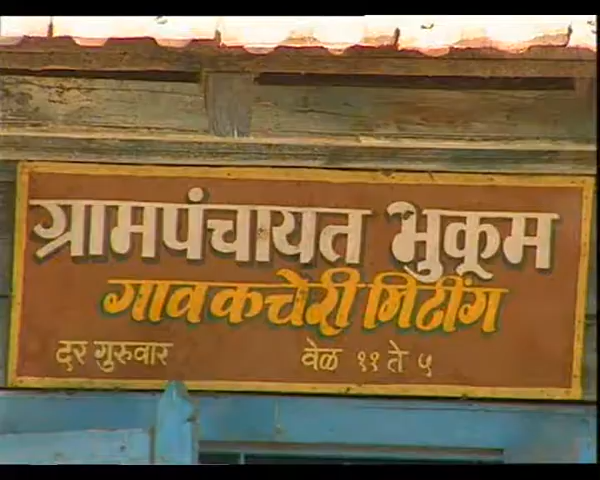 ग्रामपंचायत भुकूम
गावकचेरी मिटींग
दर गुरुवार वेळ ११ ते ५